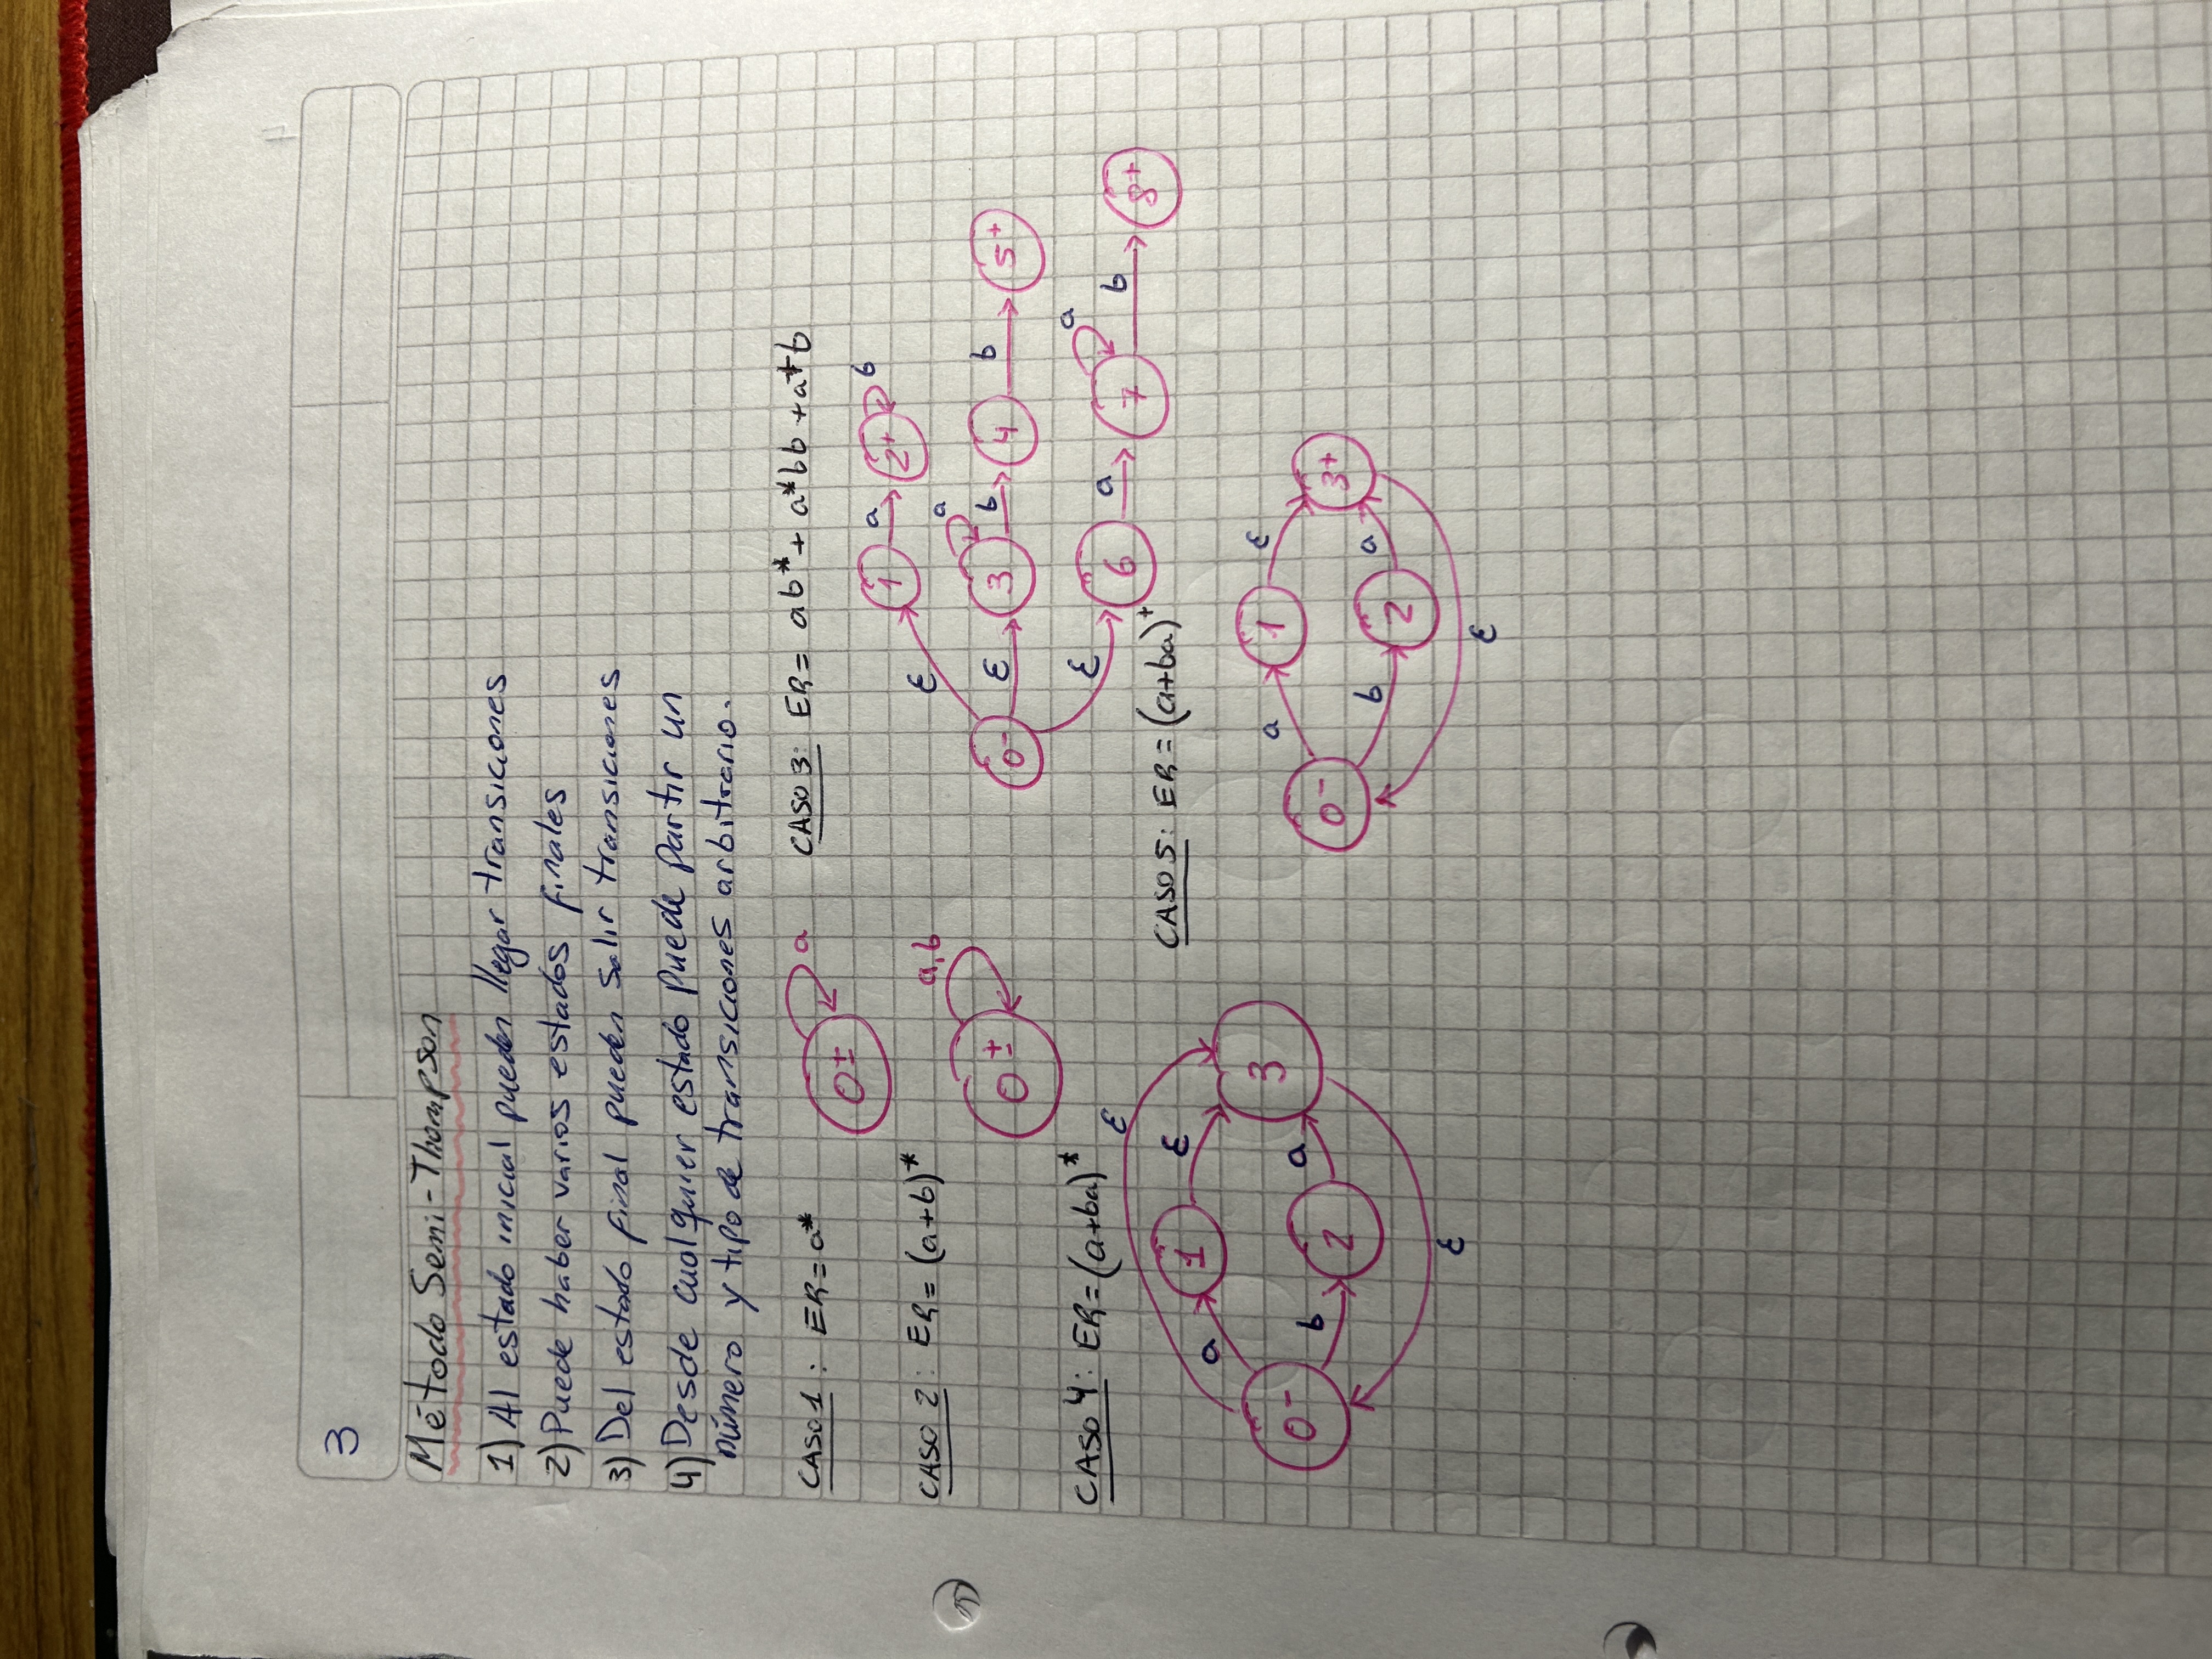 3
Método Semi-Thompson
1) Al estado inicial pueden llegar transiciones
2) Puede haber varios estados finales
3) Del estado final pueden salir transiciones
4) Desde cualquier estado puede partir un
número y tipo de transiciones arbitrario.
CASO 1: ER = a*
0± a
CASO 2: ER = (a+b)*
0± a,b
CASO 3: ER = ab* + a*bb + a+b
ε 1 a 2+ b
0- ε 3 a b 4 b 5+
ε 6 a 7 a b 8+
CASO 4: ER = (a+ba)*
ε
a 1 ε
0- 3
b 2 a
ε
CASO 5: ER = (a+ba)+
a 1 ε
0- 3+
b 2 a
ε